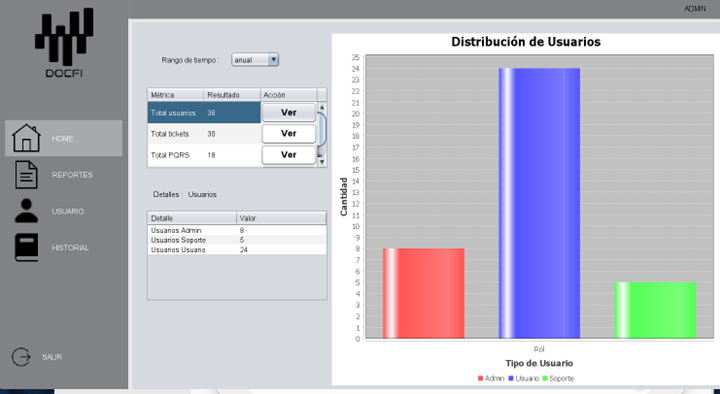 ADMIN
DOCFI
HOME
REPORTES
USUARIO
HISTORIAL
SALIR
Rango de tiempo : anual
Métrica Resultado Acción
Total usuarios 38 Ver
Total tickets 30 Ver
Total PQRS 18 Ver
Detalles : Usuarios
Detalle Valor
Usuarios Admin 8
Usuarios Soporte 5
Usuarios Usuario 24
Distribución de Usuarios
Cantidad
25
24
23
22
21
20
19
18
17
16
15
14
13
12
11
10
9
8
7
6
5
4
3
2
1
0
Rol
Tipo de Usuario
Admin Usuario Soporte